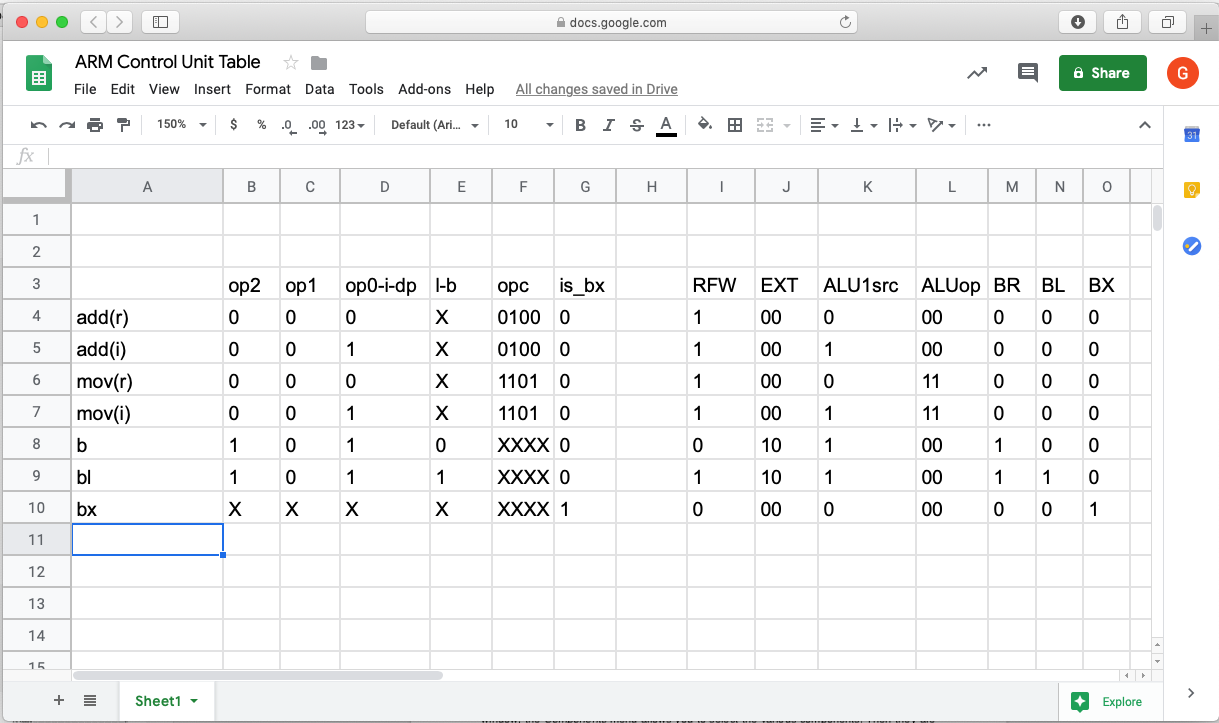 docs.google.com
ARM Control Unit Table
File Edit View Insert Format Data Tools Add-ons Help All changes saved in Drive
Share
G
150% $ % .0 .00 123 Default (Ari... 10 B I S A
31
fx
A B C D E F G H I J K L M N O
1
2
3 op2 op1 op0-i-dp l-b opc is_bx RFW EXT ALU1src ALUop BR BL BX
4 add(r) 0 0 0 X 0100 0 1 00 0 00 0 0 0
5 add(i) 0 0 1 X 0100 0 1 00 1 00 0 0 0
6 mov(r) 0 0 0 X 1101 0 1 00 0 11 0 0 0
7 mov(i) 0 0 1 X 1101 0 1 00 1 11 0 0 0
8 b 1 0 1 0 XXXX 0 0 10 1 00 1 0 0
9 bl 1 0 1 1 XXXX 0 1 10 1 00 1 1 0
10 bx X X X X XXXX 1 0 00 0 00 0 0 1
11
12
13
14
15
Sheet1
Explore